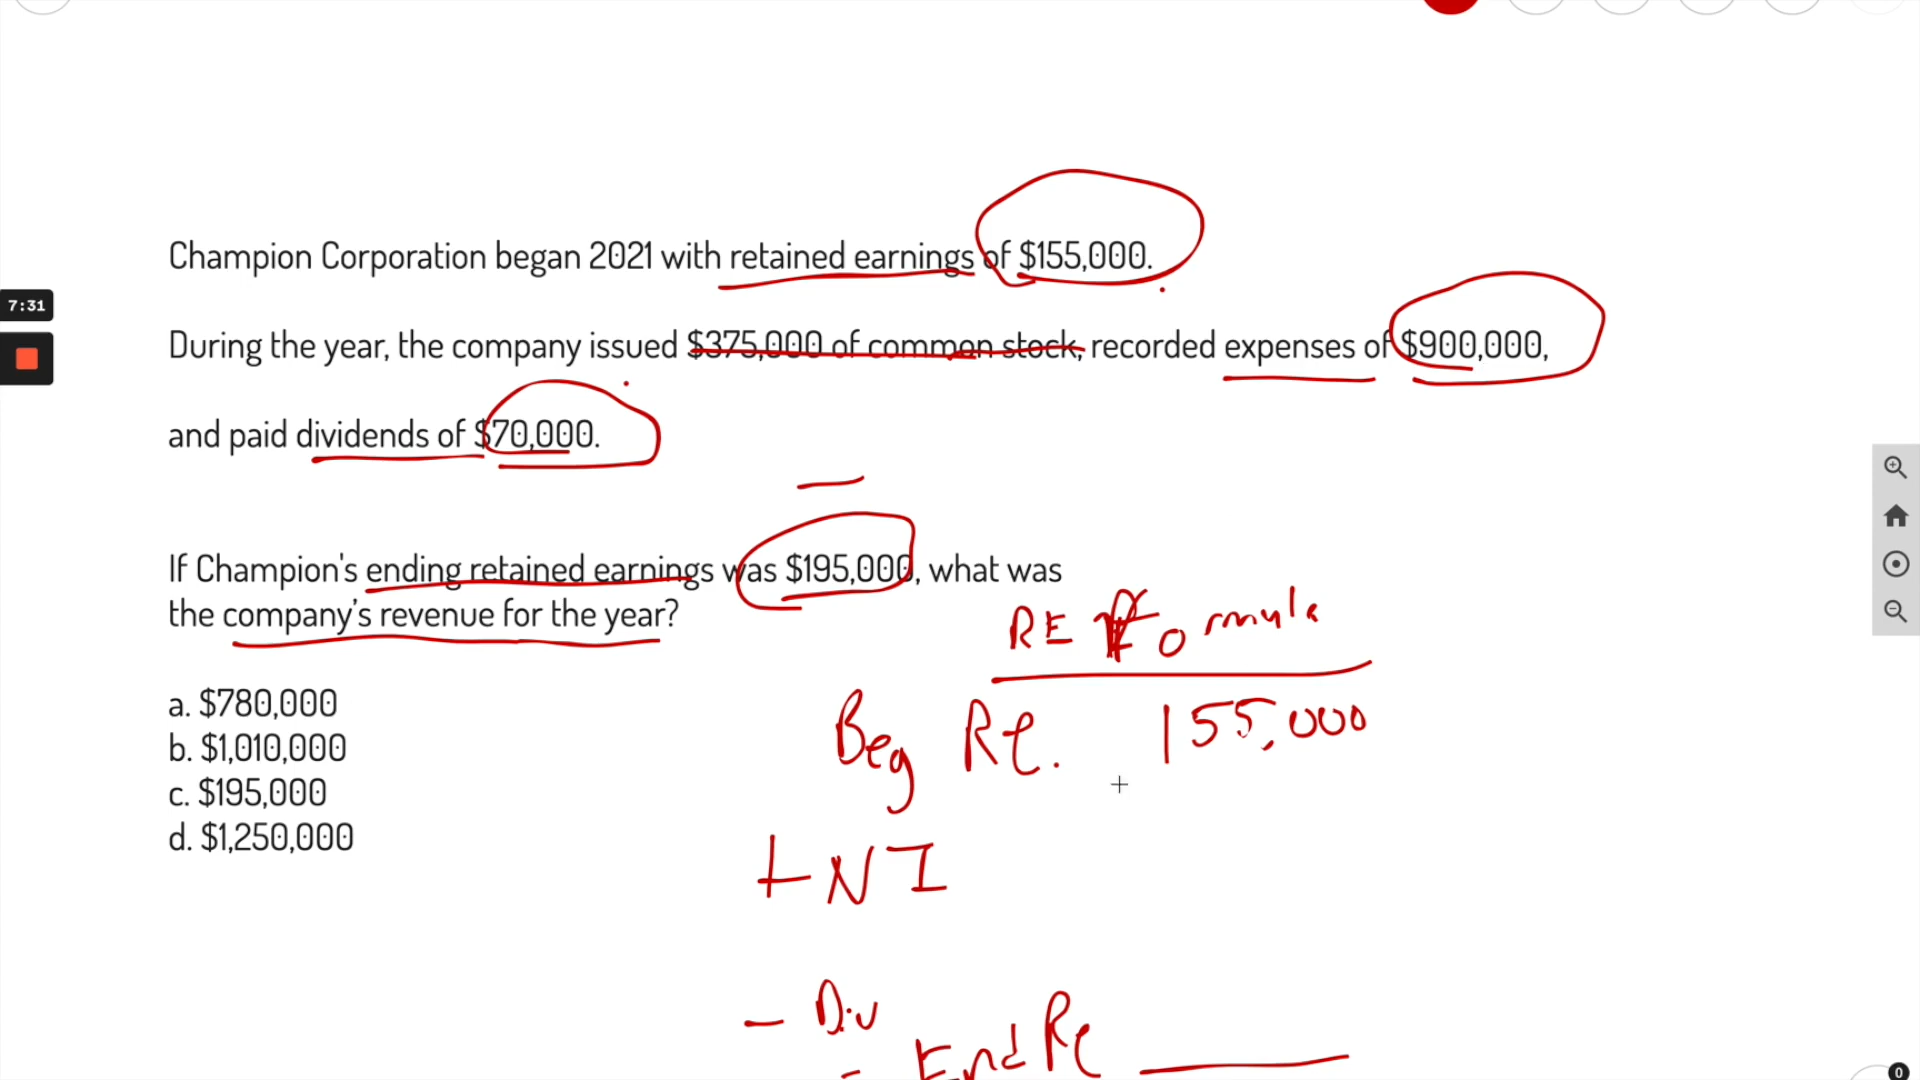 Champion Corporation began 2021 with retained earnings of $155,000.
7:31
During the year, the company issued $375,000 of common stock, recorded expenses of $900,000,
and paid dividends of $70,000.
If Champion's ending retained earnings was $195,000, what was
the company’s revenue for the year?
RE Formula
a. $780,000
Beg RE. 155,000
b. $1,010,000
c. $195,000
d. $1,250,000
+ NI
- Div
= End RE
0